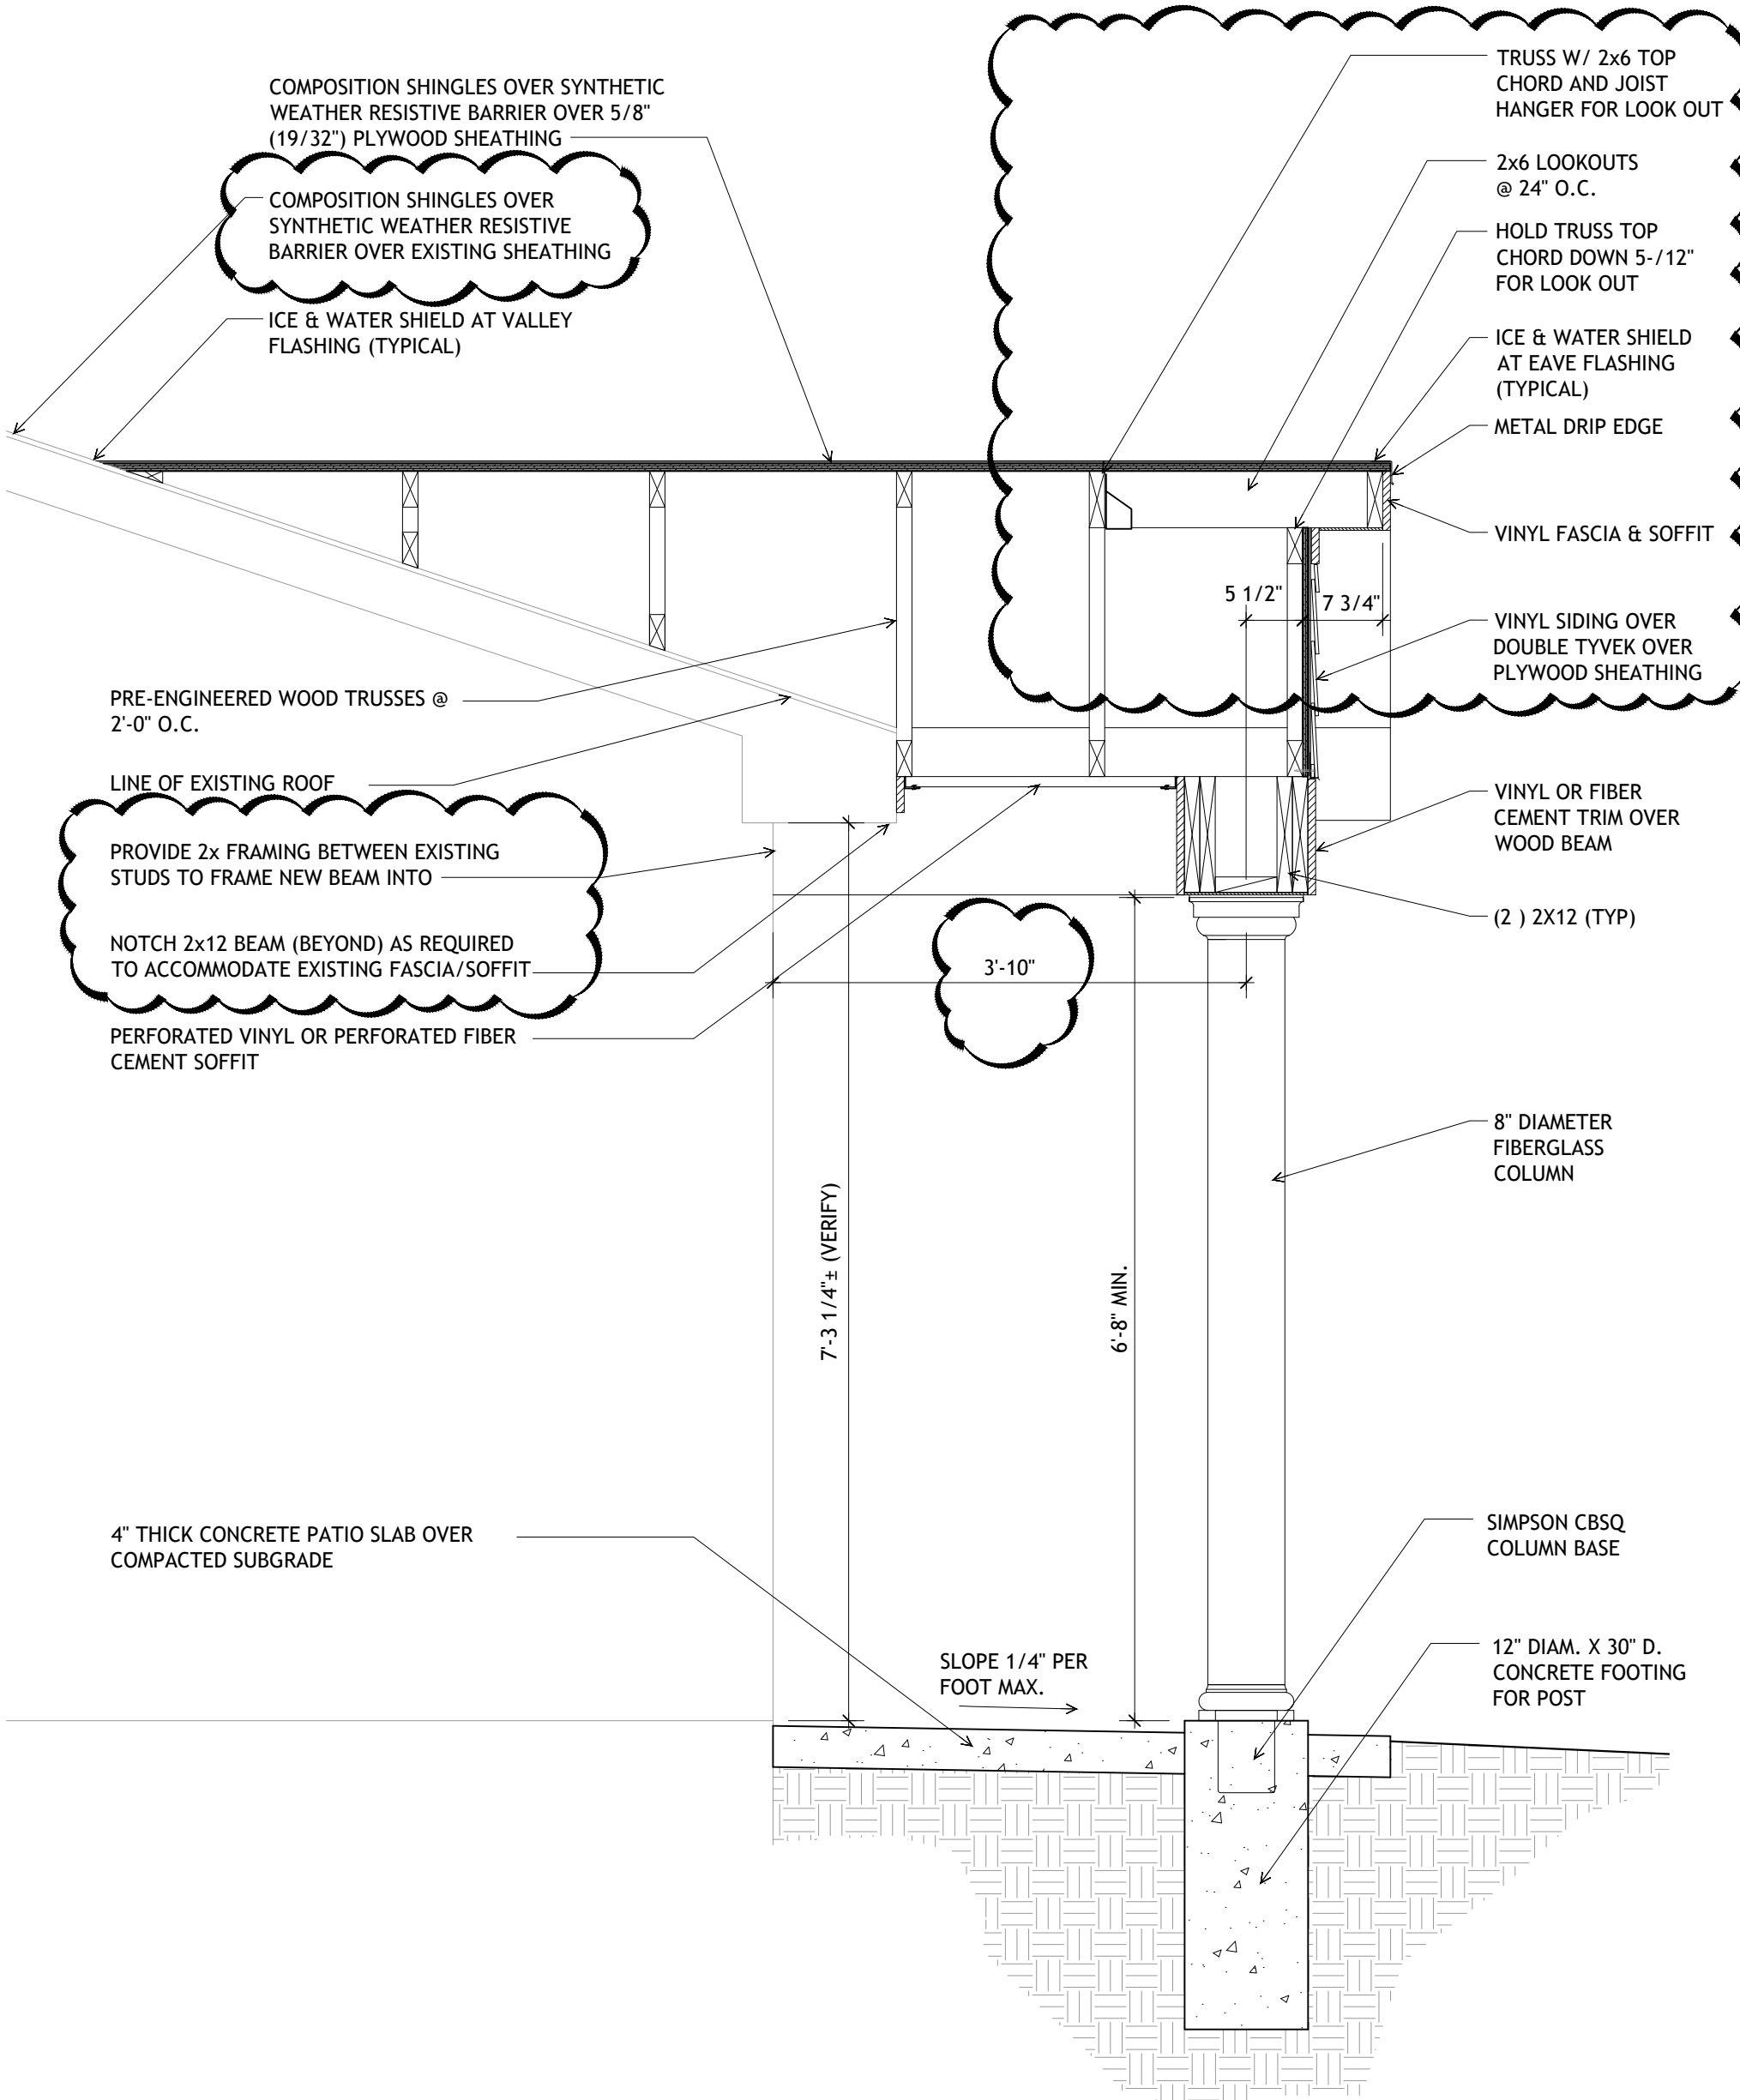 COMPOSITION SHINGLES OVER SYNTHETIC
WEATHER RESISTIVE BARRIER OVER 5/8"
(19/32") PLYWOOD SHEATHING
COMPOSITION SHINGLES OVER
SYNTHETIC WEATHER RESISTIVE
BARRIER OVER EXISTING SHEATHING
ICE & WATER SHIELD AT VALLEY
FLASHING (TYPICAL)
TRUSS W/ 2x6 TOP
CHORD AND JOIST
HANGER FOR LOOK OUT
2x6 LOOKOUTS
@ 24" O.C.
HOLD TRUSS TOP
CHORD DOWN 5-/12"
FOR LOOK OUT
ICE & WATER SHIELD
AT EAVE FLASHING
(TYPICAL)
METAL DRIP EDGE
VINYL FASCIA & SOFFIT
5 1/2"
7 3/4"
VINYL SIDING OVER
DOUBLE TYVEK OVER
PLYWOOD SHEATHING
PRE-ENGINEERED WOOD TRUSSES @
2'-0" O.C.
LINE OF EXISTING ROOF
PROVIDE 2x FRAMING BETWEEN EXISTING
STUDS TO FRAME NEW BEAM INTO
NOTCH 2x12 BEAM (BEYOND) AS REQUIRED
TO ACCOMMODATE EXISTING FASCIA/SOFFIT
PERFORATED VINYL OR PERFORATED FIBER
CEMENT SOFFIT
VINYL OR FIBER
CEMENT TRIM OVER
WOOD BEAM
(2 ) 2X12 (TYP)
3'-10"
8" DIAMETER
FIBERGLASS
COLUMN
7'-3 1/4"± (VERIFY)
6'-8" MIN.
4" THICK CONCRETE PATIO SLAB OVER
COMPACTED SUBGRADE
SLOPE 1/4" PER
FOOT MAX.
SIMPSON CBSQ
COLUMN BASE
12" DIAM. X 30" D.
CONCRETE FOOTING
FOR POST